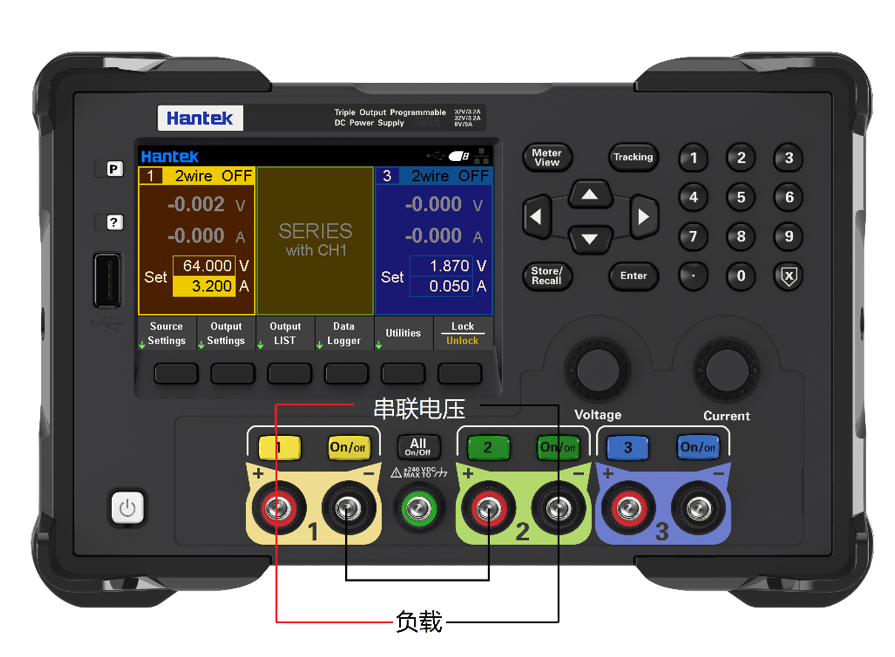 Hantek
Triple Output Programmable
DC Power Supply
32V/3.2A
32V/3.2A
6V/5A
P
?
Hantek
1 2wire OFF
-0.002 V
-0.000 A
Set 64.000 V
3.200 A
SERIES
with CH1
3 2wire OFF
-0.000 V
-0.000 A
Set 1.870 V
0.050 A
Source
Settings
Output
Settings
Output
LIST
Data
Logger
Utilities
Lock
Unlock
Meter
View
Tracking
1 2 3
4 5 6
7 8 9
. 0 X
Store/
Recall
Enter
Voltage
Current
串联电压
1
On/Off
All
On/Off
2
On/Off
3
On/Off
+ −
±240 VDC
MAX TO
+ −
+ −
1
2
3
负载